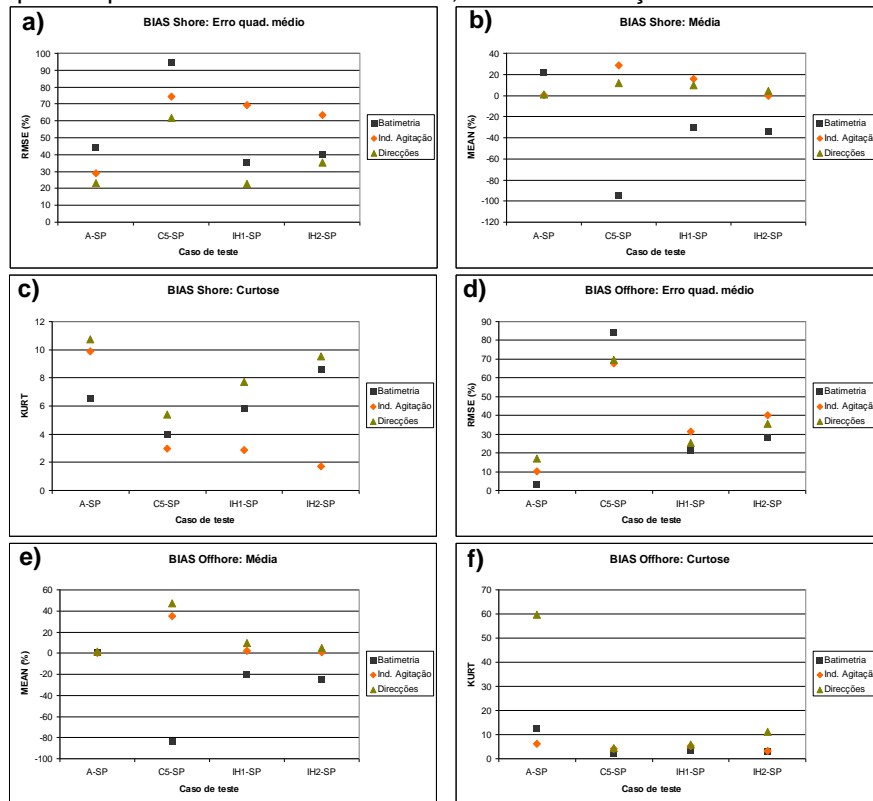 a)
BIAS Shore: Erro quad. médio
100
90
80
70
60
50
40
30
20
10
0
RMSE (%)
A-SP C5-SP IH1-SP IH2-SP
Caso de teste
Batimetria
Ind. Agitação
Direcções
b)
BIAS Shore: Média
40
20
0
-20
-40
-60
-80
-100
-120
MEAN (%)
A-SP C5-SP IH1-SP IH2-SP
Caso de teste
Batimetria
Ind. Agitação
Direcções
c)
BIAS Shore: Curtose
12
10
8
6
4
2
0
KURT
A-SP C5-SP IH1-SP IH2-SP
Caso de teste
Batimetria
Ind. Agitação
Direcções
d)
BIAS Offhore: Erro quad. médio
90
80
70
60
50
40
30
20
10
0
RMSE (%)
A-SP C5-SP IH1-SP IH2-SP
Caso de teste
Batimetria
Ind. Agitação
Direcções
e)
BIAS Offhore: Média
60
40
20
0
-20
-40
-60
-80
-100
MEAN (%)
A-SP C5-SP IH1-SP IH2-SP
Caso de teste
Batimetria
Ind. Agitação
Direcções
f)
BIAS Offhore: Curtose
70
60
50
40
30
20
10
0
KURT
A-SP C5-SP IH1-SP IH2-SP
Caso de teste
Batimetria
Ind. Agitação
Direcções